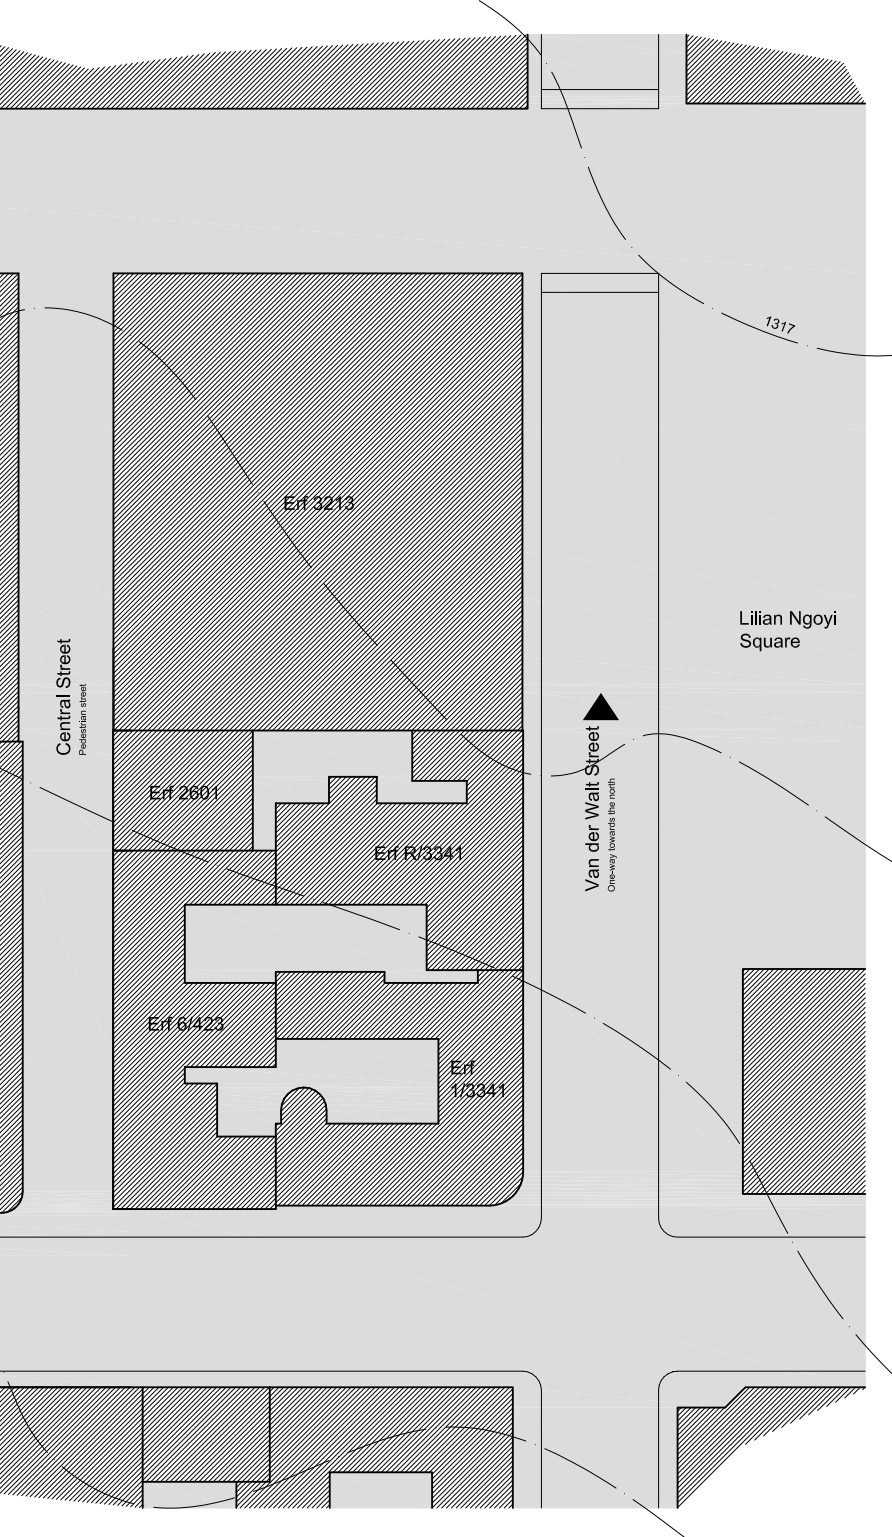 1317
Erf 3213
Lilian Ngoyi
Square
Central Street
Pedestrian street
Van der Walt Street
One-way towards the north
Erf 2601
Erf R/3341
Erf 6/423
Erf
1/3341